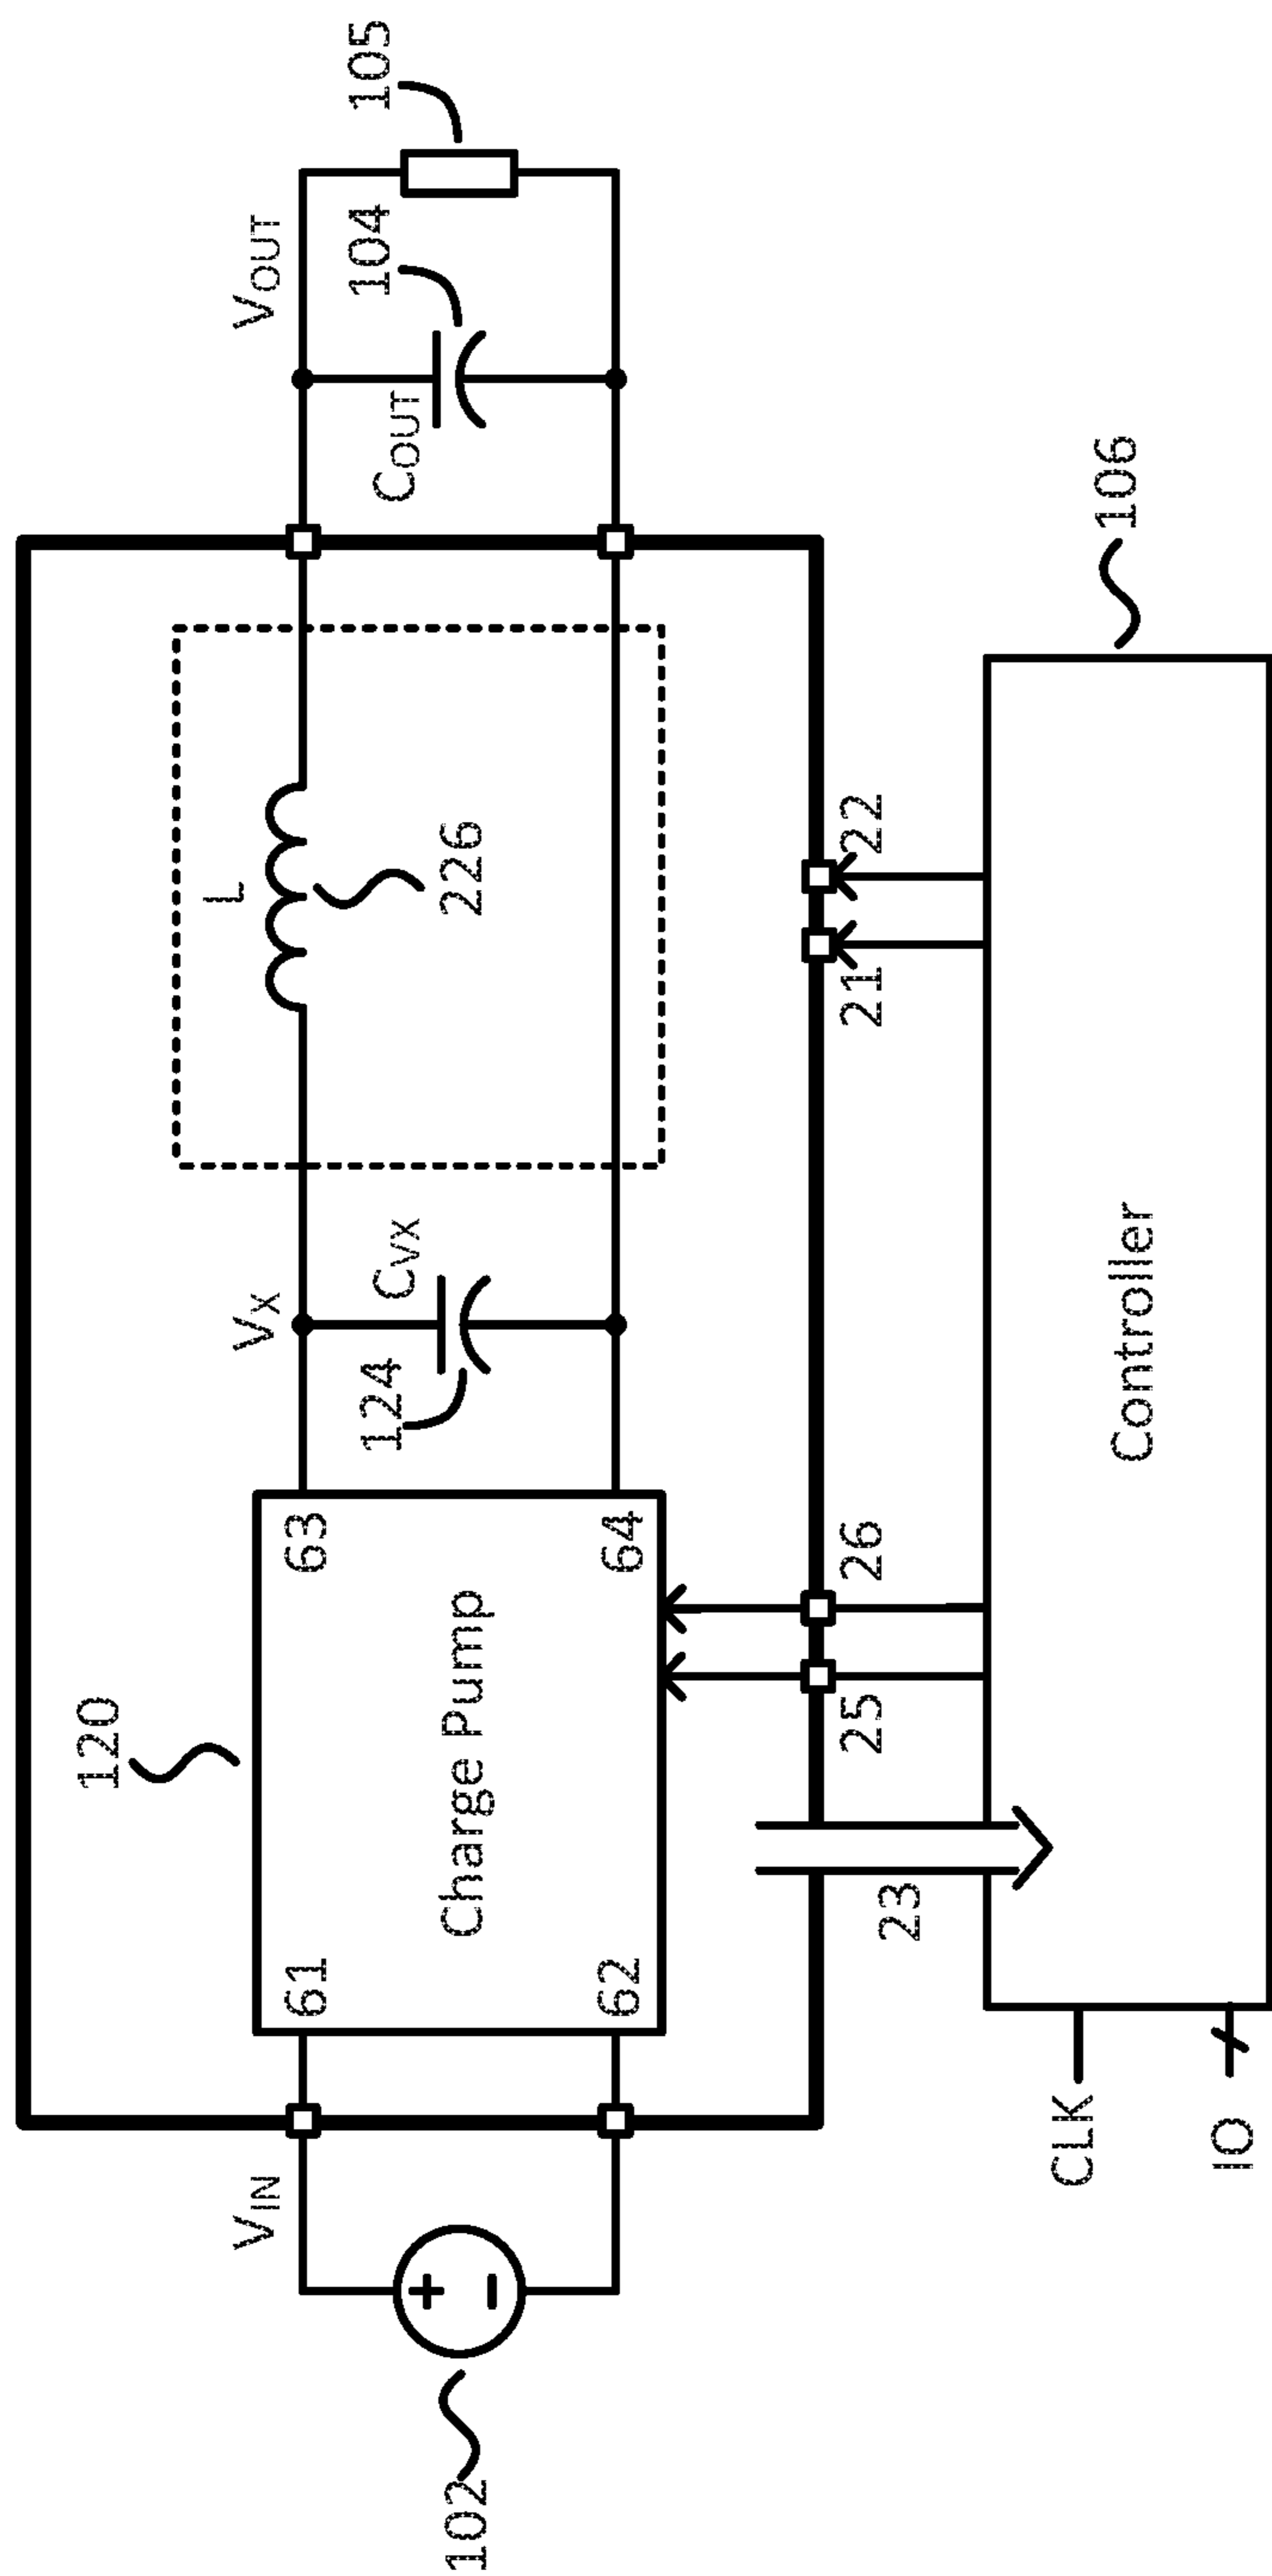 120
VIN
VX
L
VOUT
61
63
102
Charge Pump
124
CVX
226
COUT
104
105
62
64
23
25
26
21
22
106
CLK
Controller
IO